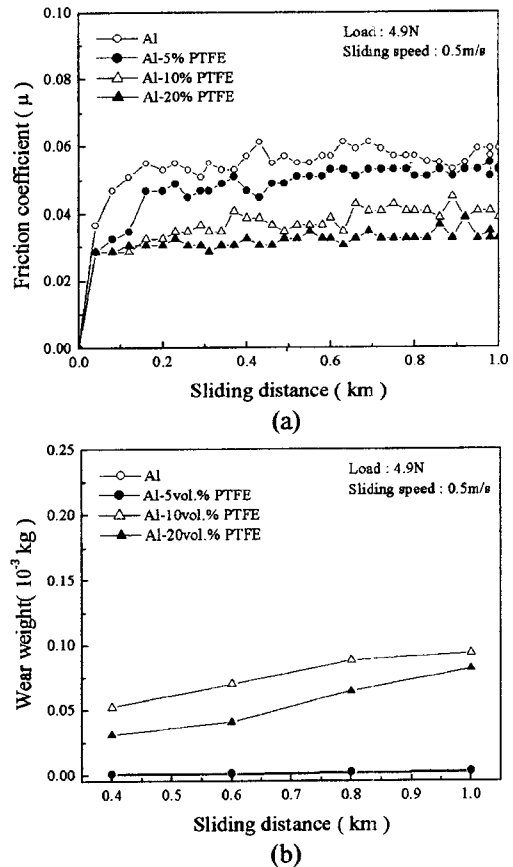 0.10
Al
Al-5% PTFE
Al-10% PTFE
Al-20% PTFE
Load : 4.9N
Sliding speed : 0.5m/s
0.08
0.06
0.04
0.02
0.00
Friction coefficient ( μ )
0.0 0.2 0.4 0.6 0.8 1.0
Sliding distance ( km )
(a)
0.25
Al
Al-5vol.% PTFE
Al-10vol.% PTFE
Al-20vol.% PTFE
Load : 4.9N
Sliding speed : 0.5m/s
0.20
0.15
0.10
0.05
0.00
Wear weight( 10⁻³ kg )
0.4 0.5 0.6 0.7 0.8 0.9 1.0
Sliding distance ( km )
(b)